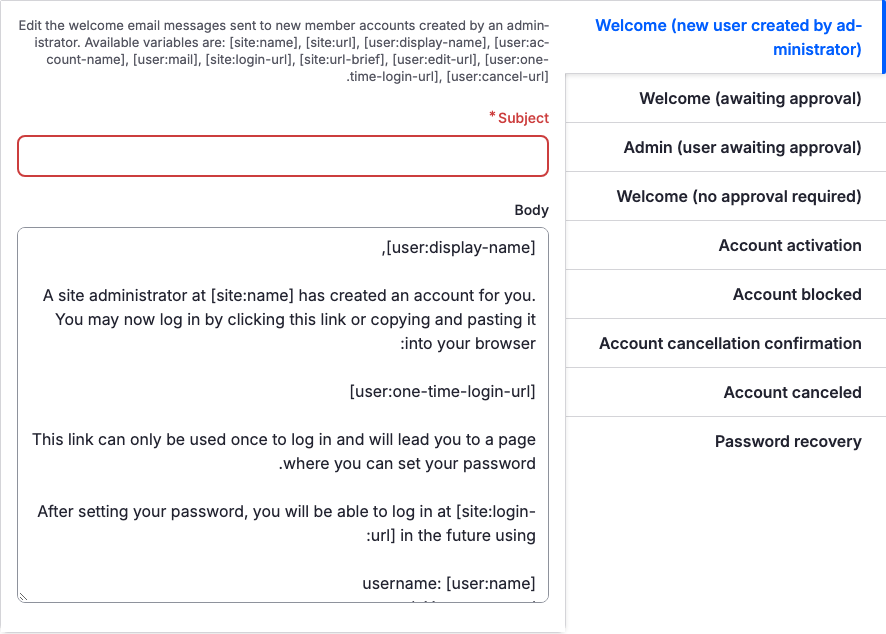 Welcome (new user created by ad-
ministrator)
Welcome (awaiting approval)
Admin (user awaiting approval)
Welcome (no approval required)
Account activation
Account blocked
Account cancellation confirmation
Account canceled
Password recovery
Edit the welcome email messages sent to new member accounts created by an admin-
istrator. Available variables are: [site:name], [site:url], [user:display-name], [user:ac-
count-name], [user:mail], [site:login-url], [site:url-brief], [user:edit-url], [user:one-
.time-login-url], [user:cancel-url]
*Subject
Body
,[user:display-name]
A site administrator at [site:name] has created an account for you.
You may now log in by clicking this link or copying and pasting it
:into your browser
[user:one-time-login-url]
This link can only be used once to log in and will lead you to a page
.where you can set your password
After setting your password, you will be able to log in at [site:login-
:url] in the future using
username: [user:name]